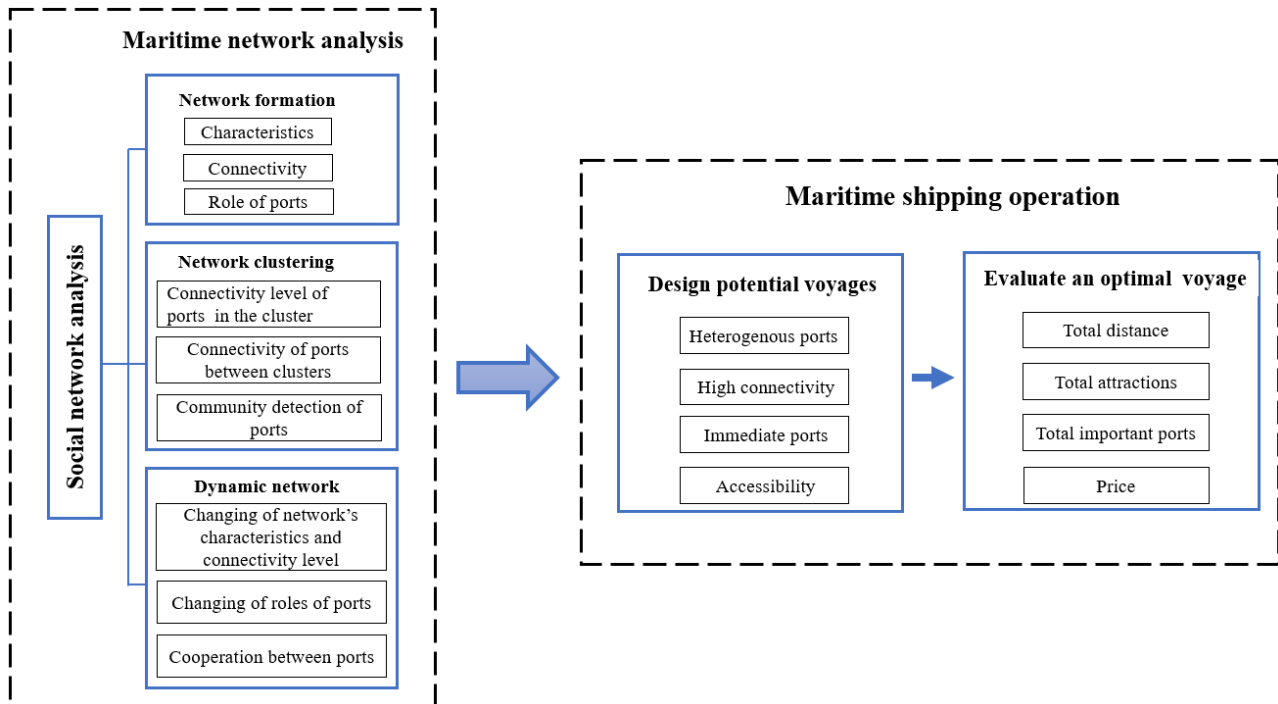 Maritime network analysis
Social network analysis
Network formation
Characteristics
Connectivity
Role of ports
Network clustering
Connectivity level of
ports in the cluster
Connectivity of ports
between clusters
Community detection of
ports
Dynamic network
Changing of network's
characteristics and
connectivity level
Changing of roles of ports
Cooperation between ports
Maritime shipping operation
Design potential voyages
Heterogenous ports
High connectivity
Immediate ports
Accessibility
Evaluate an optimal voyage
Total distance
Total attractions
Total important ports
Price